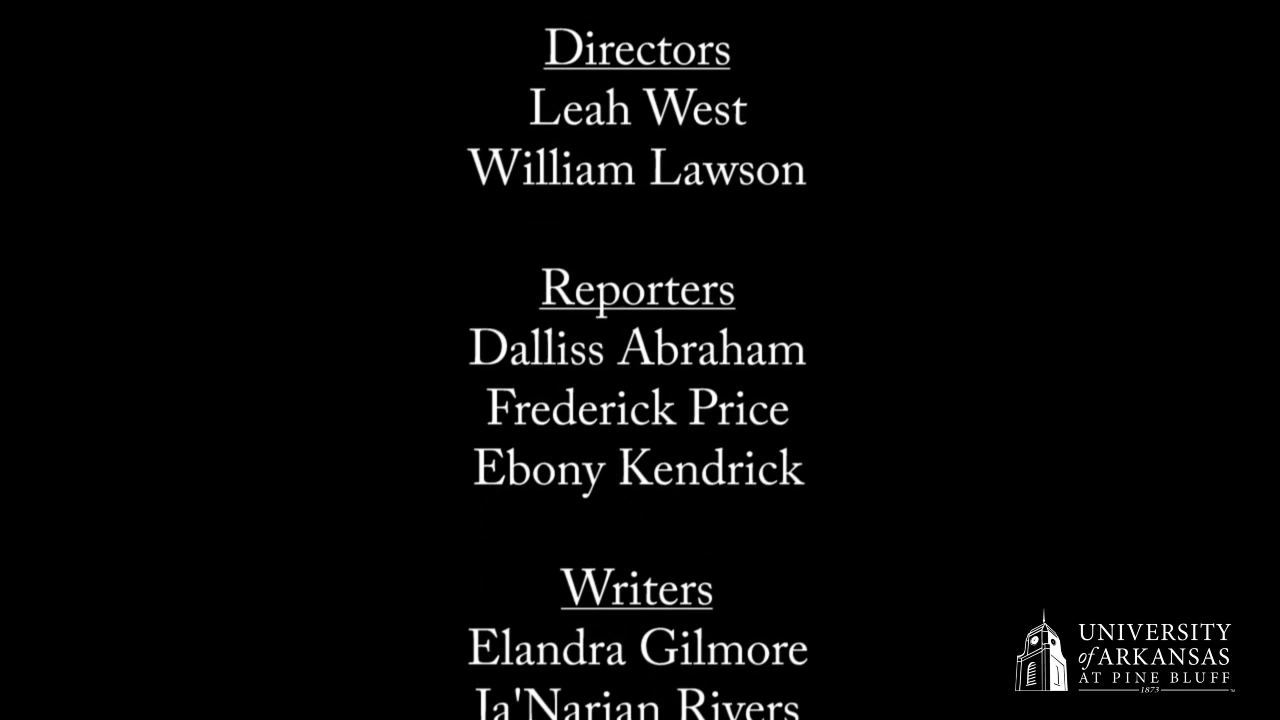 Directors
Leah West
William Lawson
Reporters
Dalliss Abraham
Frederick Price
Ebony Kendrick
Writers
Elandra Gilmore
Ja'Narian Rivers
UNIVERSITY
of ARKANSAS
AT PINE BLUFF
1873